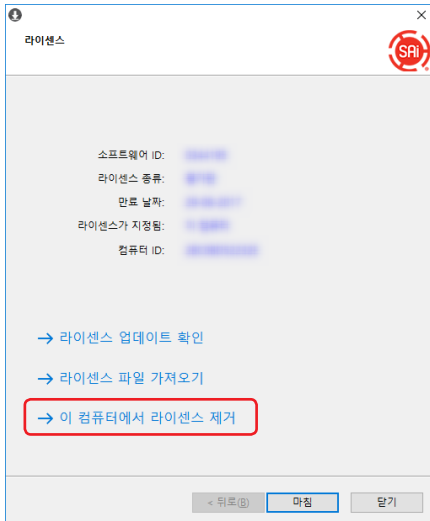 라이센스
SAi
소프트웨어 ID:
라이센스 종류:
만료 날짜:
라이센스가 지정됨:
컴퓨터 ID:
→ 라이센스 업데이트 확인
→ 라이센스 파일 가져오기
→ 이 컴퓨터에서 라이센스 제거
< 뒤로(B) 마침 닫기